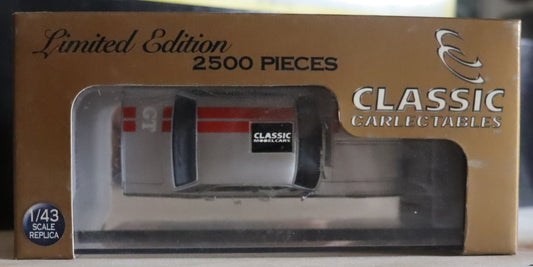 Limited Edition
2500 PIECES
CLASSIC
CARLECTABLES
GT
CLASSIC
MODELCARS
1/43
SCALE
REPLICA